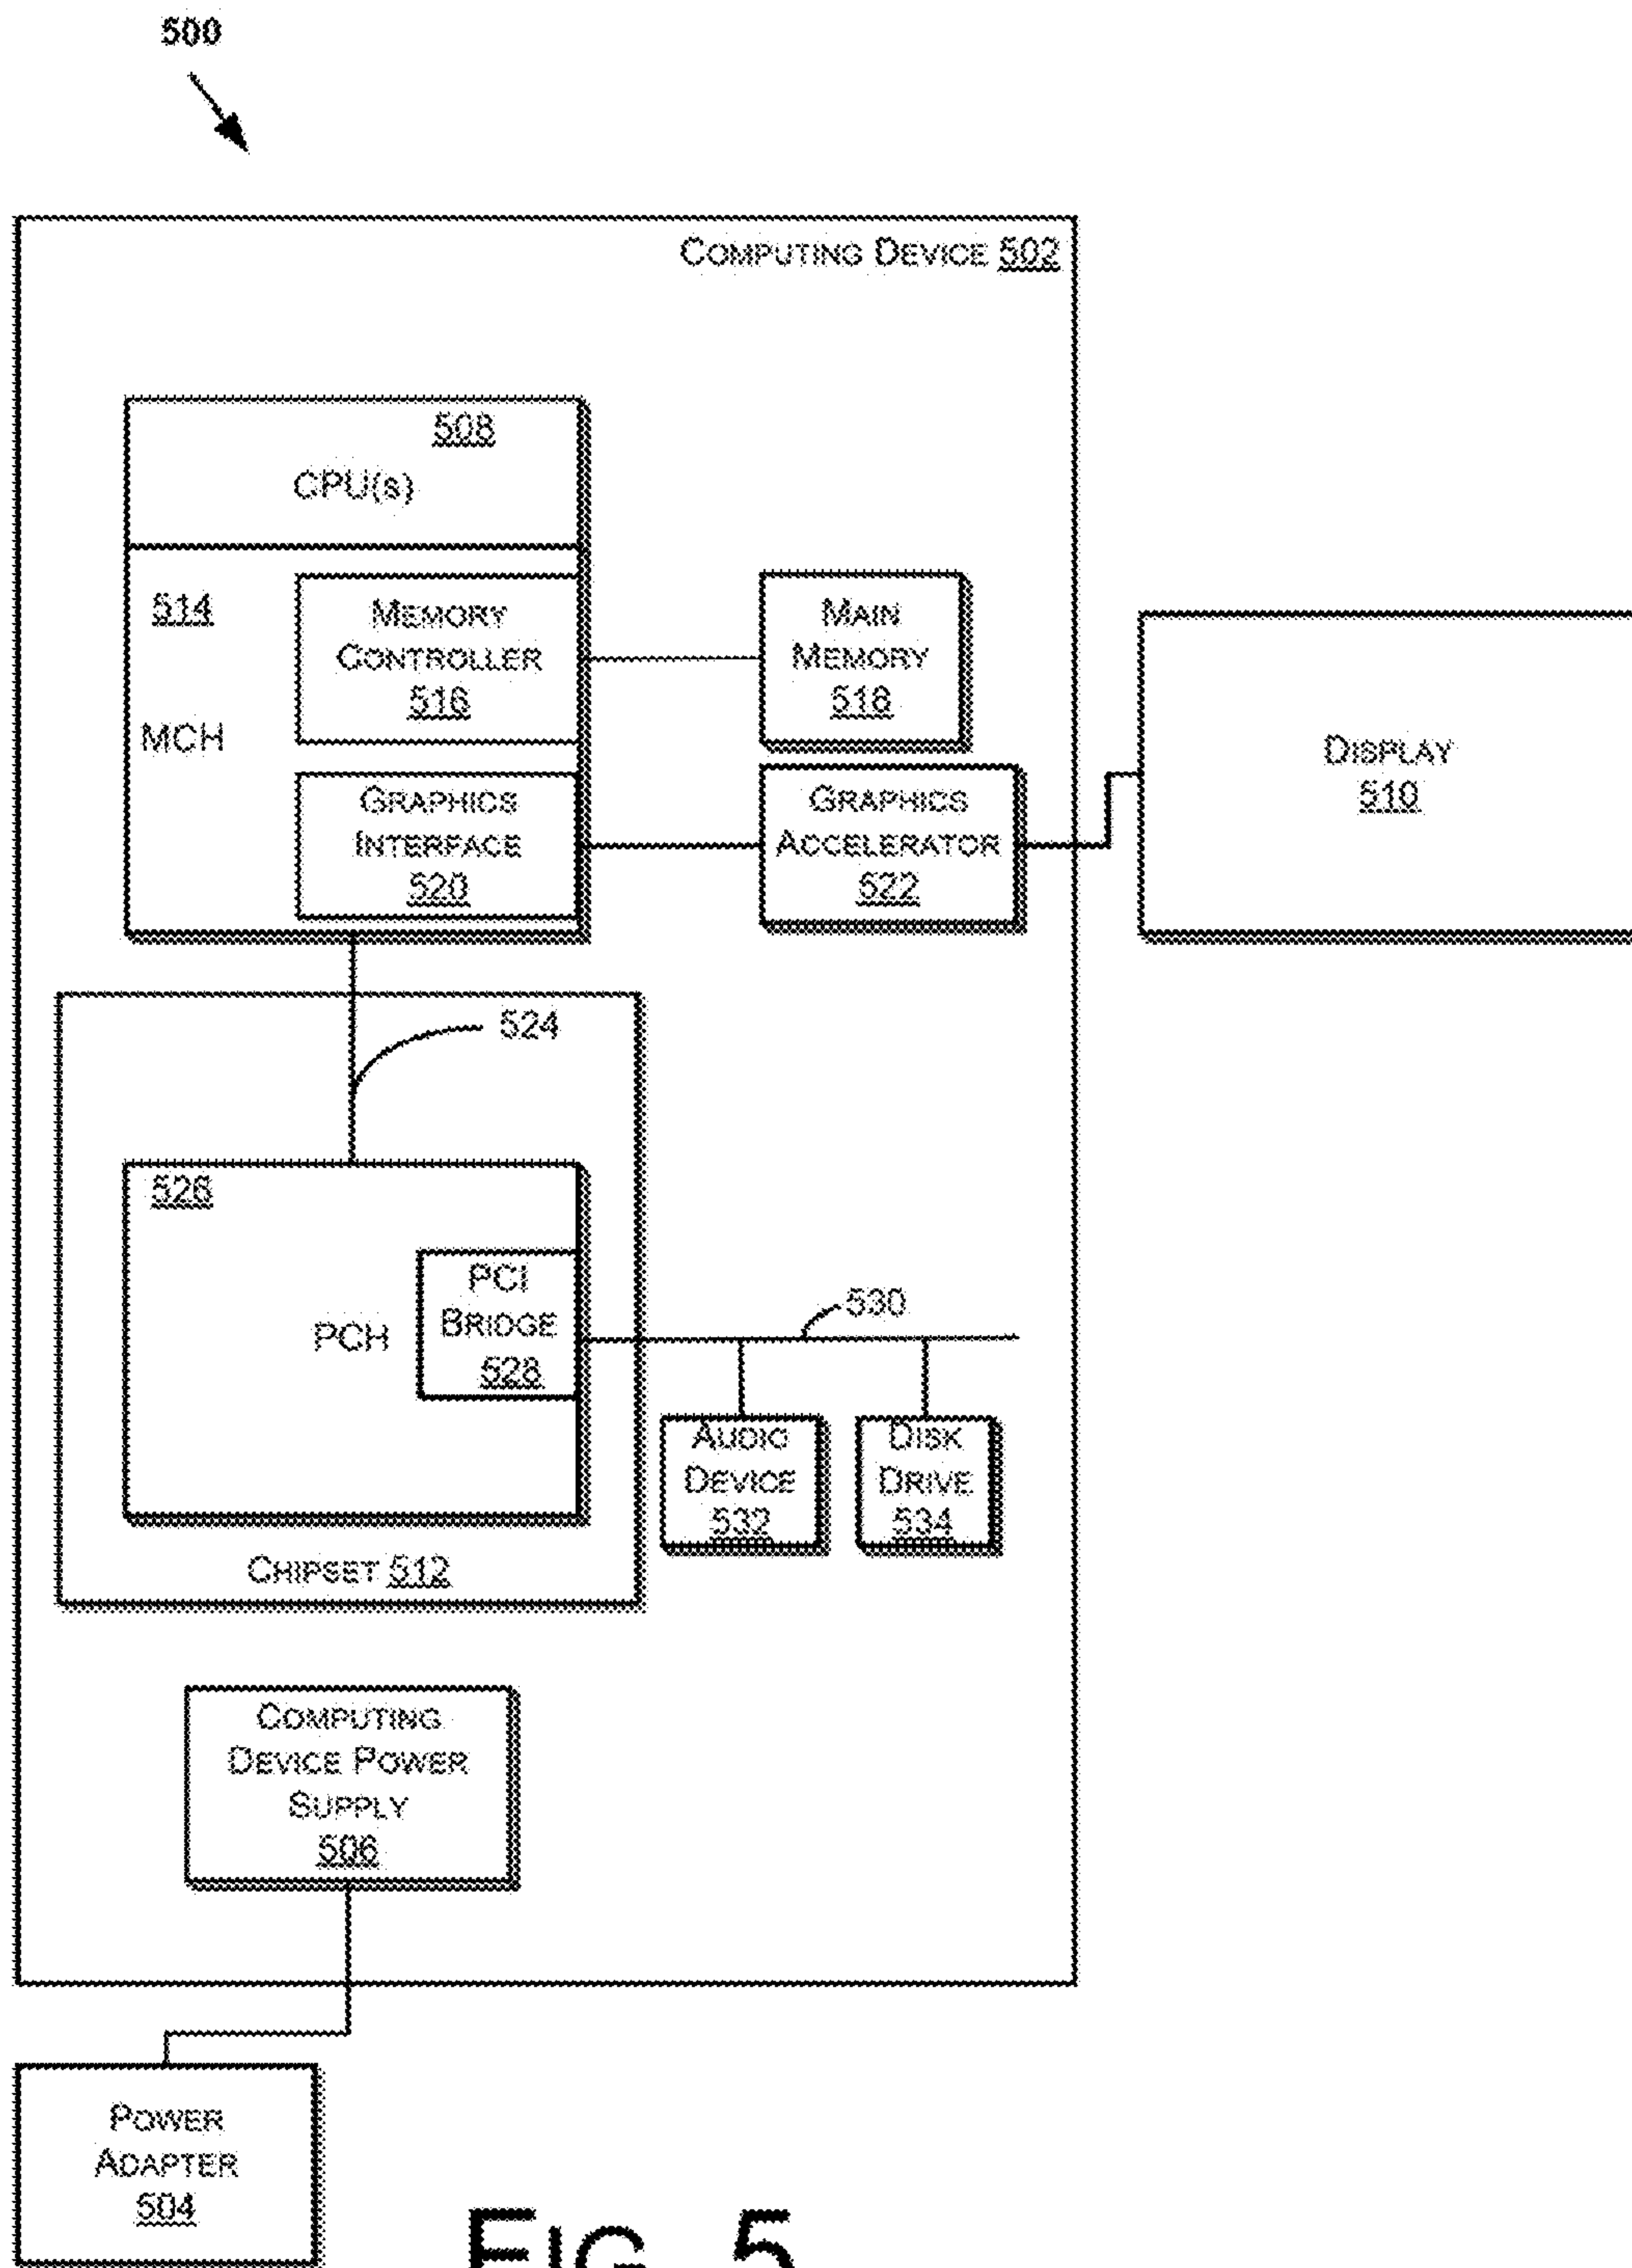 500
COMPUTING DEVICE 502
508
CPU(s)
514
MCH
MEMORY
CONTROLLER
516
MAIN
MEMORY
518
GRAPHICS
INTERFACE
520
GRAPHICS
ACCELERATOR
522
DISPLAY
510
524
526
PCH
PCI
BRIDGE
528
530
AUDIO
DEVICE
532
DISK
DRIVE
534
CHIPSET 512
COMPUTING
DEVICE POWER
SUPPLY
506
POWER
ADAPTER
504
FIG. 5